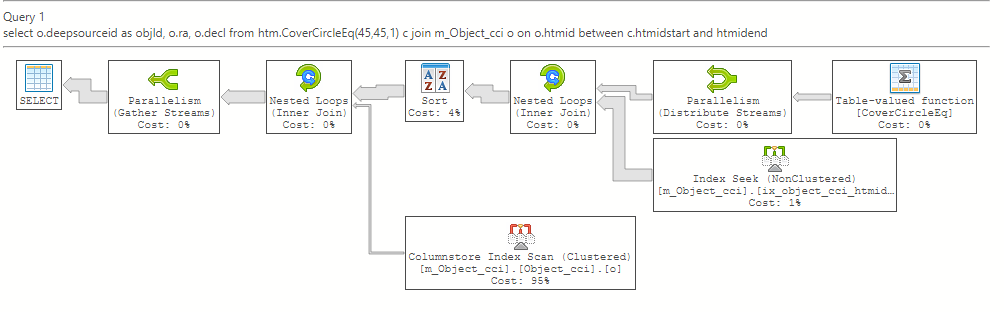 Query 1
select o.deepsourceid as objId, o.ra, o.decl from htm.CoverCircleEq(45,45,1) c join m_Object_cci o on o.htmid between c.htmidstart and htmidend
SELECT
Parallelism
(Gather Streams)
Cost: 0%
Nested Loops
(Inner Join)
Cost: 0%
A Z
Z A
Sort
Cost: 4%
Nested Loops
(Inner Join)
Cost: 0%
Parallelism
(Distribute Streams)
Cost: 0%
Σ
Table-valued function
[CoverCircleEq]
Cost: 0%
Index Seek (NonClustered)
[m_Object_cci].[ix_object_cci_htmid...
Cost: 1%
Columnstore Index Scan (Clustered)
[m_Object_cci].[Object_cci].[o]
Cost: 95%